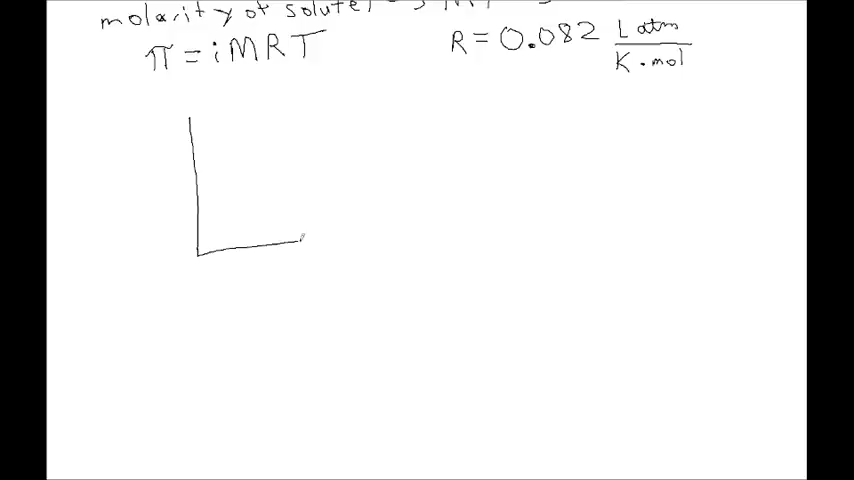 molarity of solute
π = iMRT
R = 0.082 L atm / K · mol